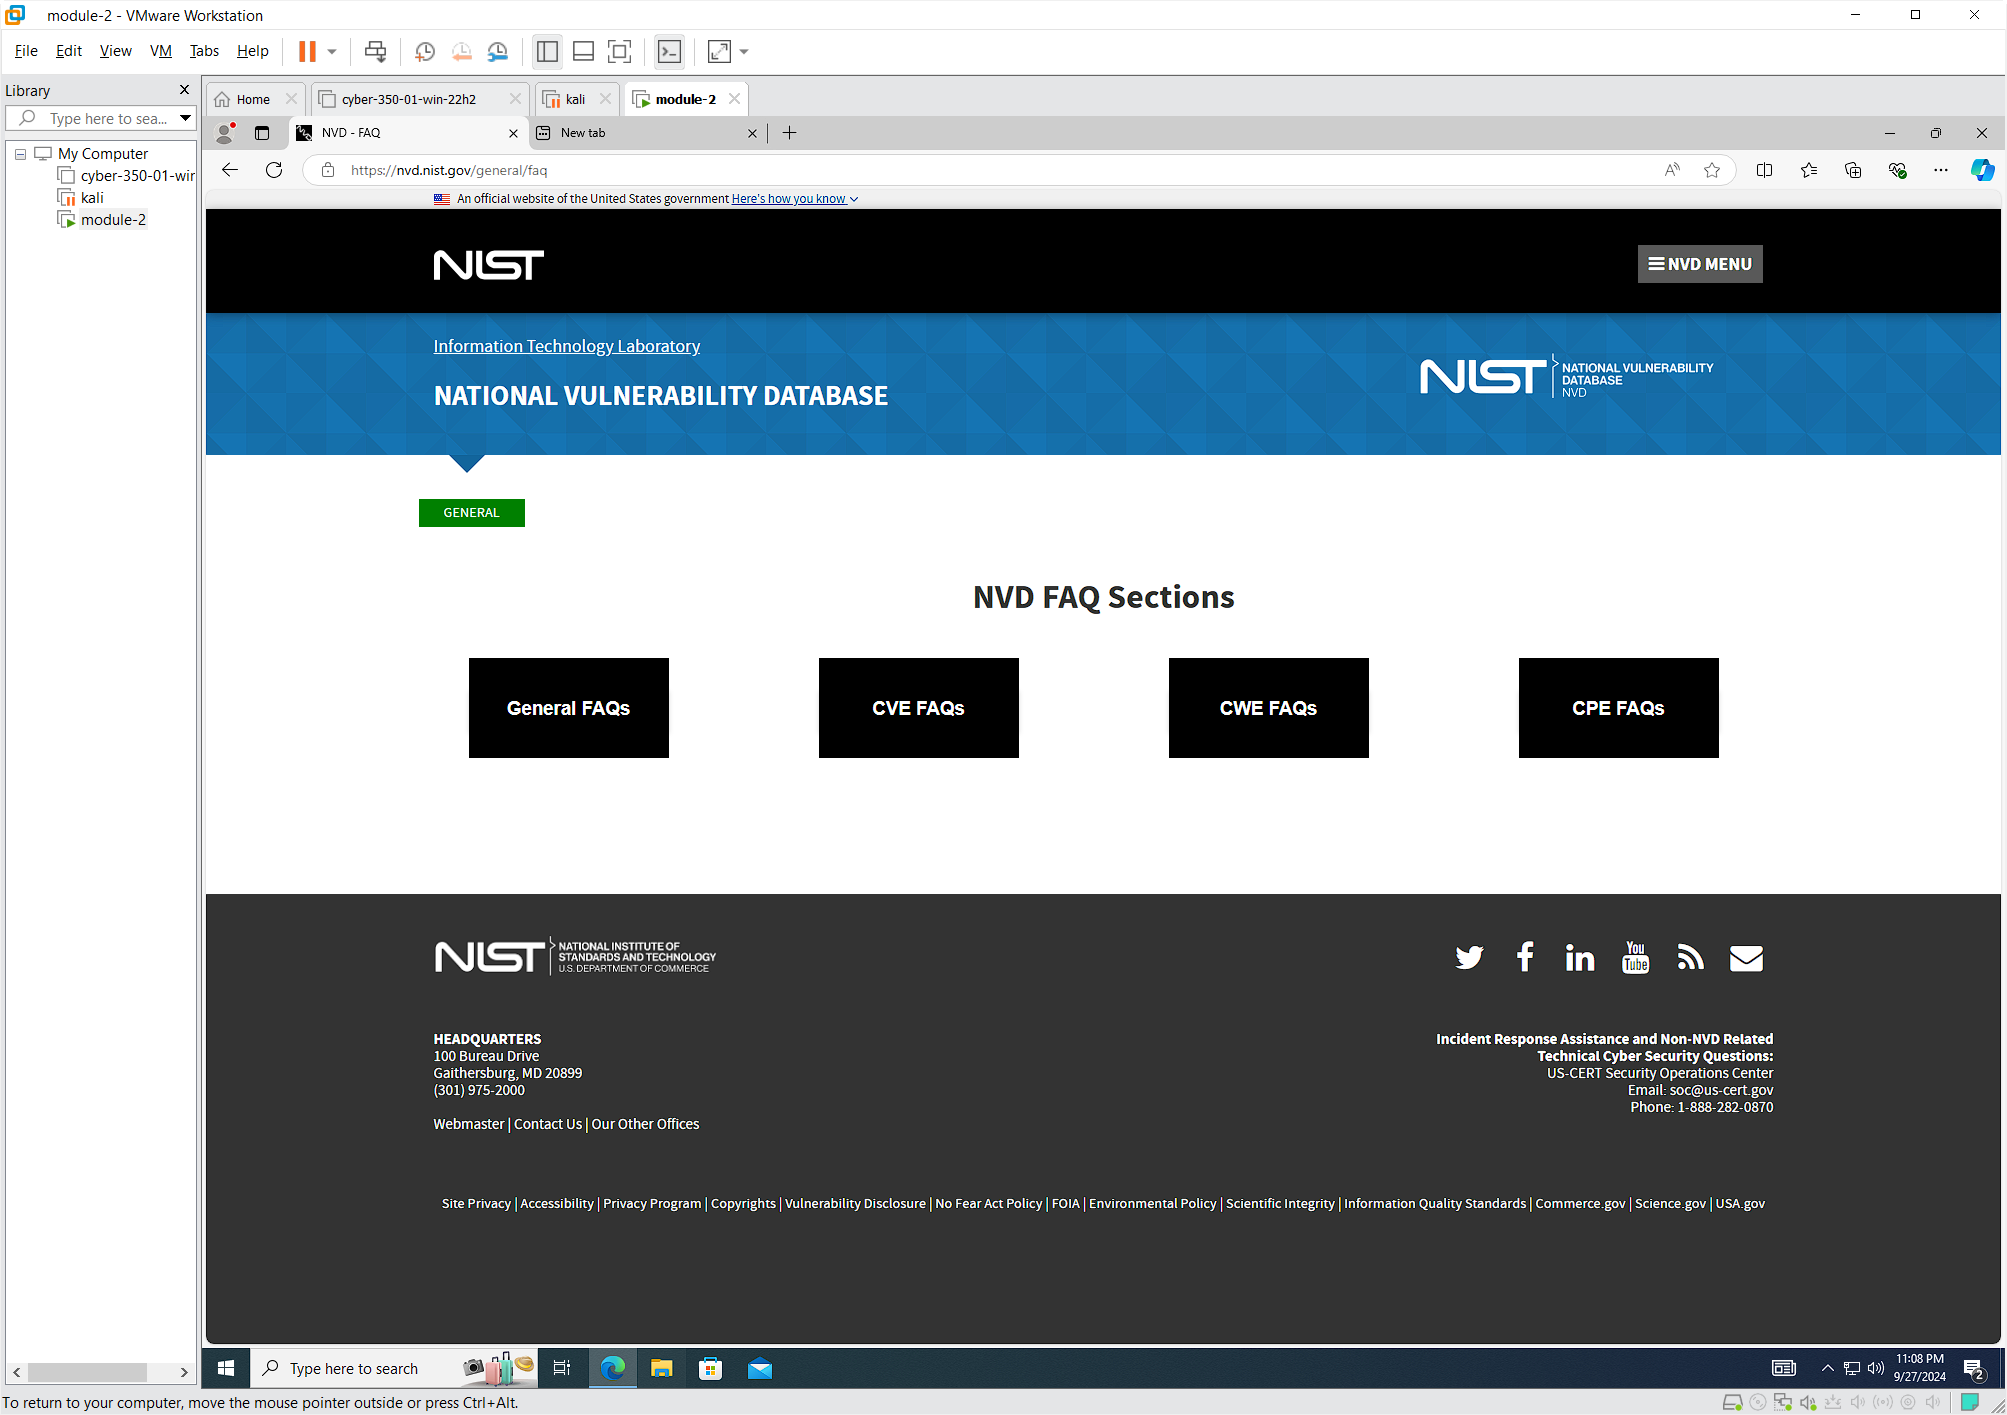 module-2 - VMware Workstation
File Edit View VM Tabs Help
Library
Type here to sea...
My Computer
cyber-350-01-wir
kali
module-2
Home
cyber-350-01-win-22h2
kali
module-2
NVD - FAQ
New tab
https://nvd.nist.gov/general/faq
An official website of the United States government Here's how you know
NIST
NVD MENU
Information Technology Laboratory
NATIONAL VULNERABILITY DATABASE
NIST
NATIONAL VULNERABILITY
DATABASE
NVD
GENERAL
NVD FAQ Sections
General FAQs
CVE FAQs
CWE FAQs
CPE FAQs
NIST
NATIONAL INSTITUTE OF
STANDARDS AND TECHNOLOGY
U.S. DEPARTMENT OF COMMERCE
You
Tube
HEADQUARTERS
100 Bureau Drive
Gaithersburg, MD 20899
(301) 975-2000
Webmaster | Contact Us | Our Other Offices
Incident Response Assistance and Non-NVD Related
Technical Cyber Security Questions:
US-CERT Security Operations Center
Email: soc@us-cert.gov
Phone: 1-888-282-0870
Site Privacy | Accessibility | Privacy Program | Copyrights | Vulnerability Disclosure | No Fear Act Policy | FOIA | Environmental Policy | Scientific Integrity | Information Quality Standards | Commerce.gov | Science.gov | USA.gov
Type here to search
11:08 PM
9/27/2024
2
To return to your computer, move the mouse pointer outside or press Ctrl+Alt.